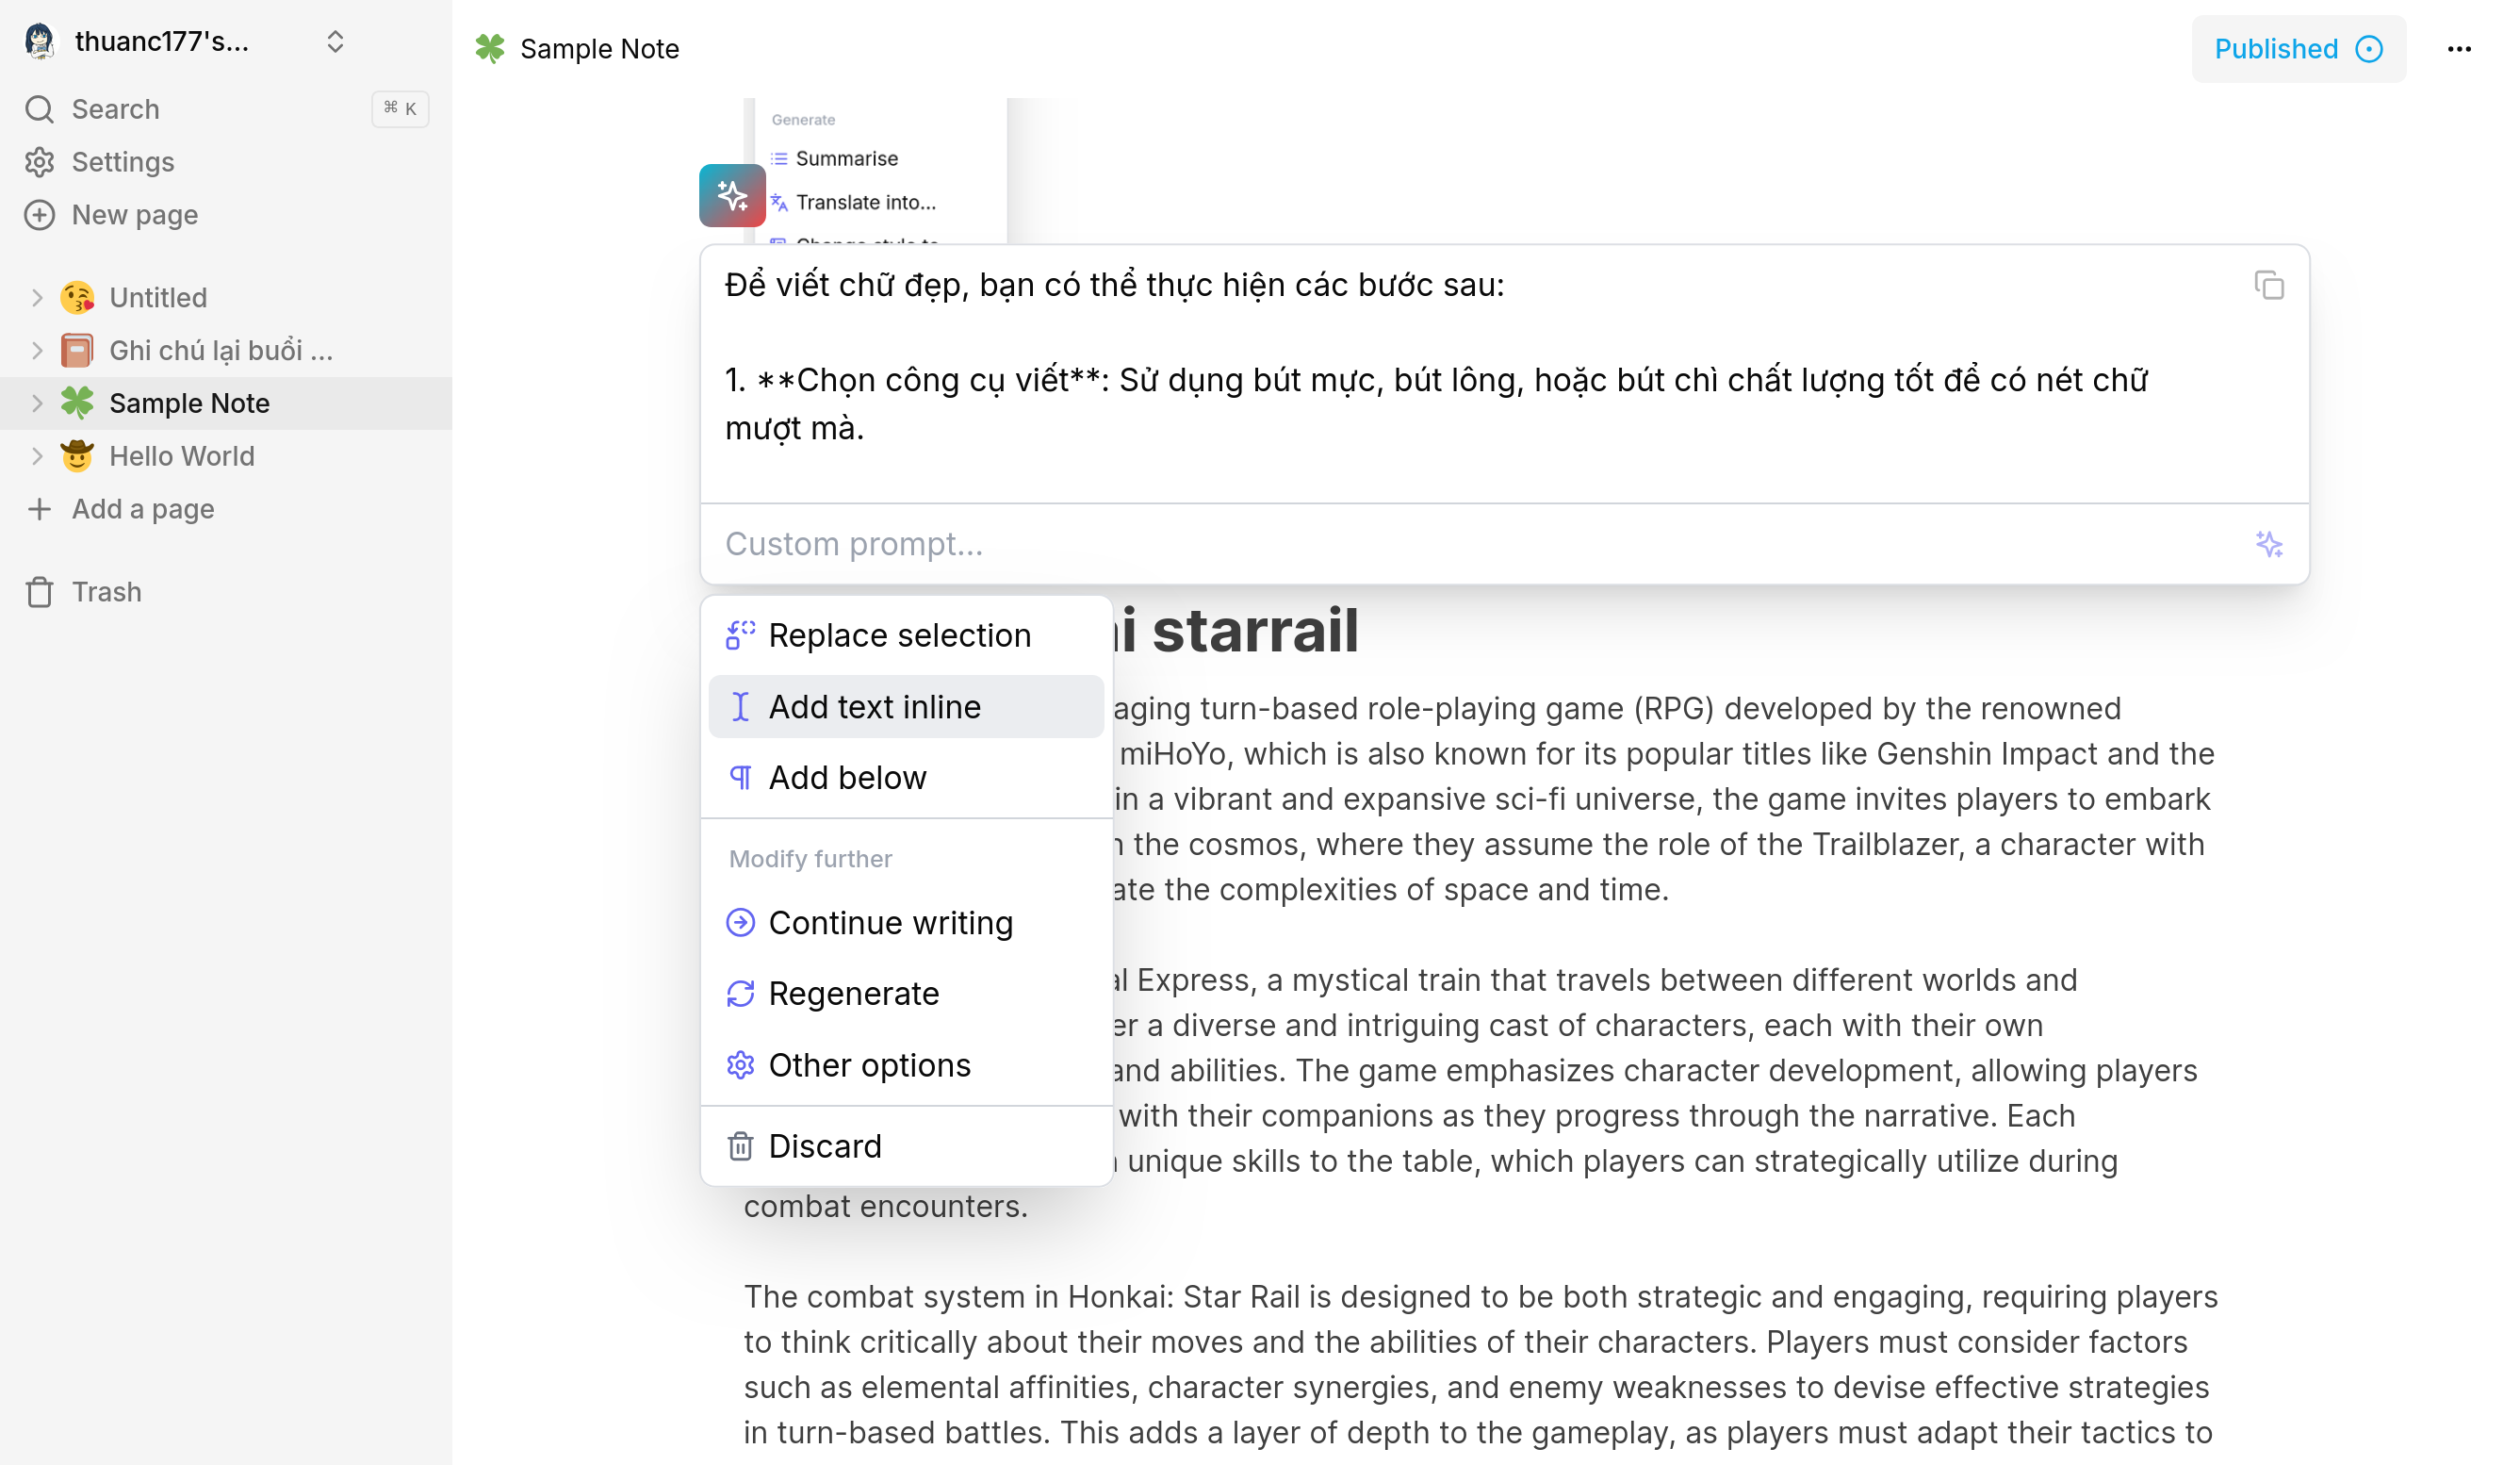 thuanc177's...
Search
⌘ K
Settings
New page
Untitled
Ghi chú lại buổi ...
Sample Note
Hello World
Add a page
Trash
Sample Note
Published
Generate
Summarise
Translate into...
Change style to
Để viết chữ đẹp, bạn có thể thực hiện các bước sau:
1. **Chọn công cụ viết**: Sử dụng bút mực, bút lông, hoặc bút chì chất lượng tốt để có nét chữ
mượt mà.
Custom prompt...
Replace selection
Add text inline
Add below
Modify further
Continue writing
Regenerate
Other options
Discard
starrail
turn-based role-playing game (RPG) developed by the renowned
miHoYo, which is also known for its popular titles like Genshin Impact and the
in a vibrant and expansive sci-fi universe, the game invites players to embark
the cosmos, where they assume the role of the Trailblazer, a character with
the complexities of space and time.
Express, a mystical train that travels between different worlds and
a diverse and intriguing cast of characters, each with their own
and abilities. The game emphasizes character development, allowing players
with their companions as they progress through the narrative. Each
unique skills to the table, which players can strategically utilize during
combat encounters.
The combat system in Honkai: Star Rail is designed to be both strategic and engaging, requiring players
to think critically about their moves and the abilities of their characters. Players must consider factors
such as elemental affinities, character synergies, and enemy weaknesses to devise effective strategies
in turn-based battles. This adds a layer of depth to the gameplay, as players must adapt their tactics to